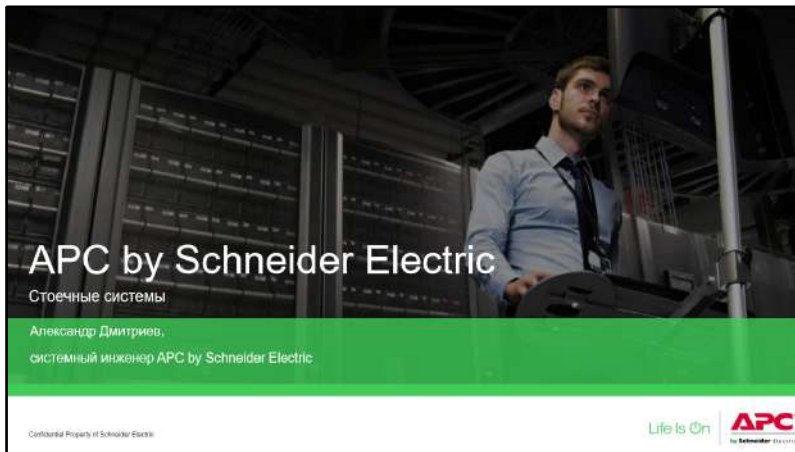 APC by Schneider Electric
Стоечные системы
Александр Дмитриев,
системный инженер APC by Schneider Electric
Confidential Property of Schneider Electric
Life Is On
APC
by Schneider Electric